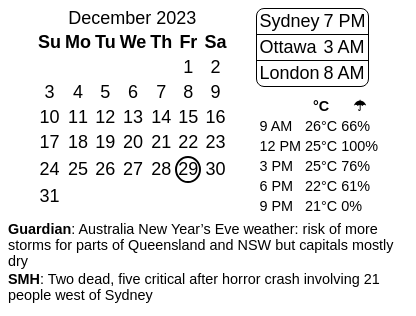 December 2023
Su Mo Tu We Th Fr Sa
1 2
3 4 5 6 7 8 9
10 11 12 13 14 15 16
17 18 19 20 21 22 23
24 25 26 27 28 29 30
31
Sydney 7 PM
Ottawa 3 AM
London 8 AM
°C ☂
9 AM 26°C 66%
12 PM 25°C 100%
3 PM 25°C 76%
6 PM 22°C 61%
9 PM 21°C 0%
Guardian: Australia New Year’s Eve weather: risk of more
storms for parts of Queensland and NSW but capitals mostly
dry
SMH: Two dead, five critical after horror crash involving 21
people west of Sydney